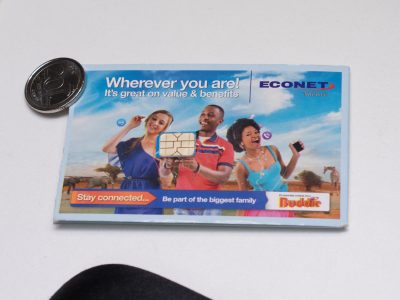 Wherever you are!
It's great on value & benefits
ECONET
Stay connected...
Be part of the biggest family
Buddie